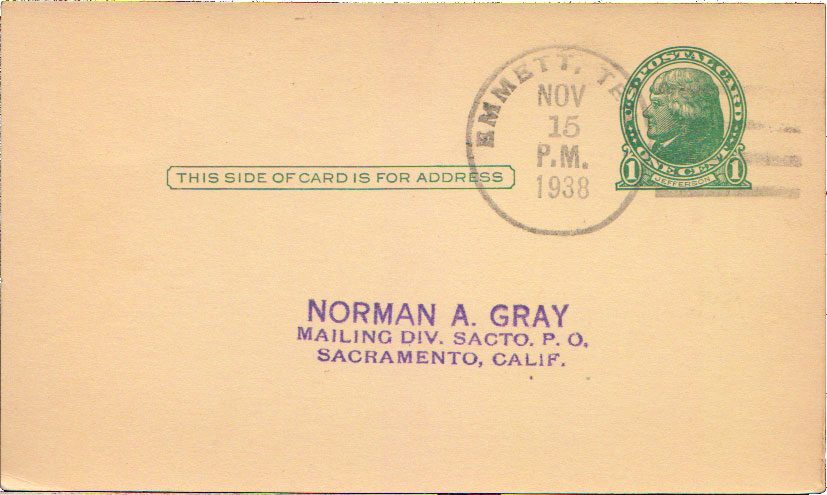 EMMETT,
NOV
15
P.M.
1938
U.S. POSTAL CARD
ONE CENT
1 JEFFERSON 1
THIS SIDE OF CARD IS FOR ADDRESS
NORMAN A. GRAY
MAILING DIV. SACTO. P. O.
SACRAMENTO, CALIF.